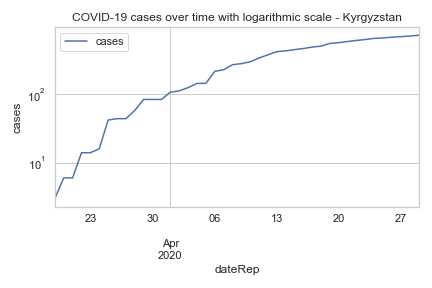 COVID-19 cases over time with logarithmic scale - Kyrgyzstan
cases
cases
10²
10¹
23 30 06 13 20 27
Apr
2020
dateRep